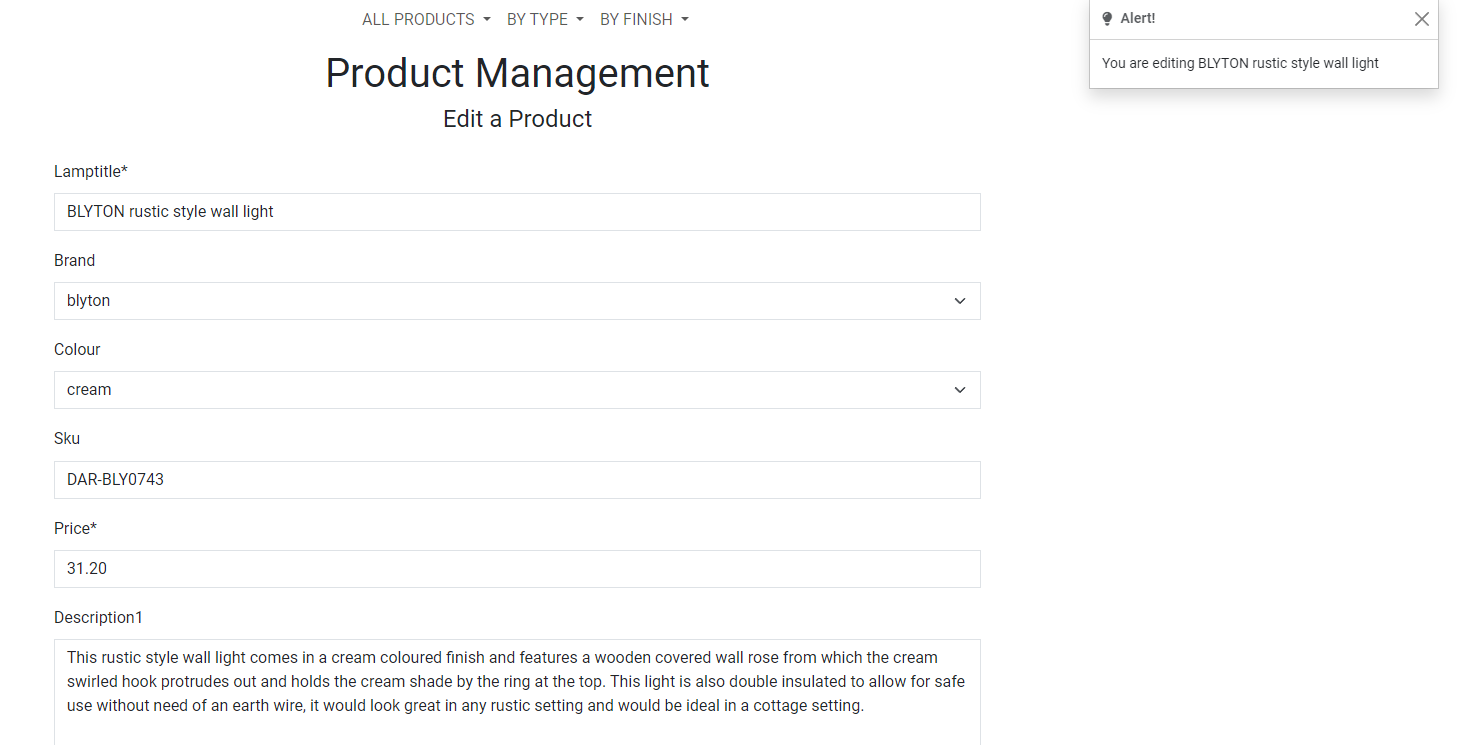 ALL PRODUCTS BY TYPE BY FINISH
Alert!
You are editing BLYTON rustic style wall light
Product Management
Edit a Product
Lamptitle*
BLYTON rustic style wall light
Brand
blyton
Colour
cream
Sku
DAR-BLY0743
Price*
31.20
Description1
This rustic style wall light comes in a cream coloured finish and features a wooden covered wall rose from which the cream
swirled hook protrudes out and holds the cream shade by the ring at the top. This light is also double insulated to allow for safe
use without need of an earth wire, it would look great in any rustic setting and would be ideal in a cottage setting.